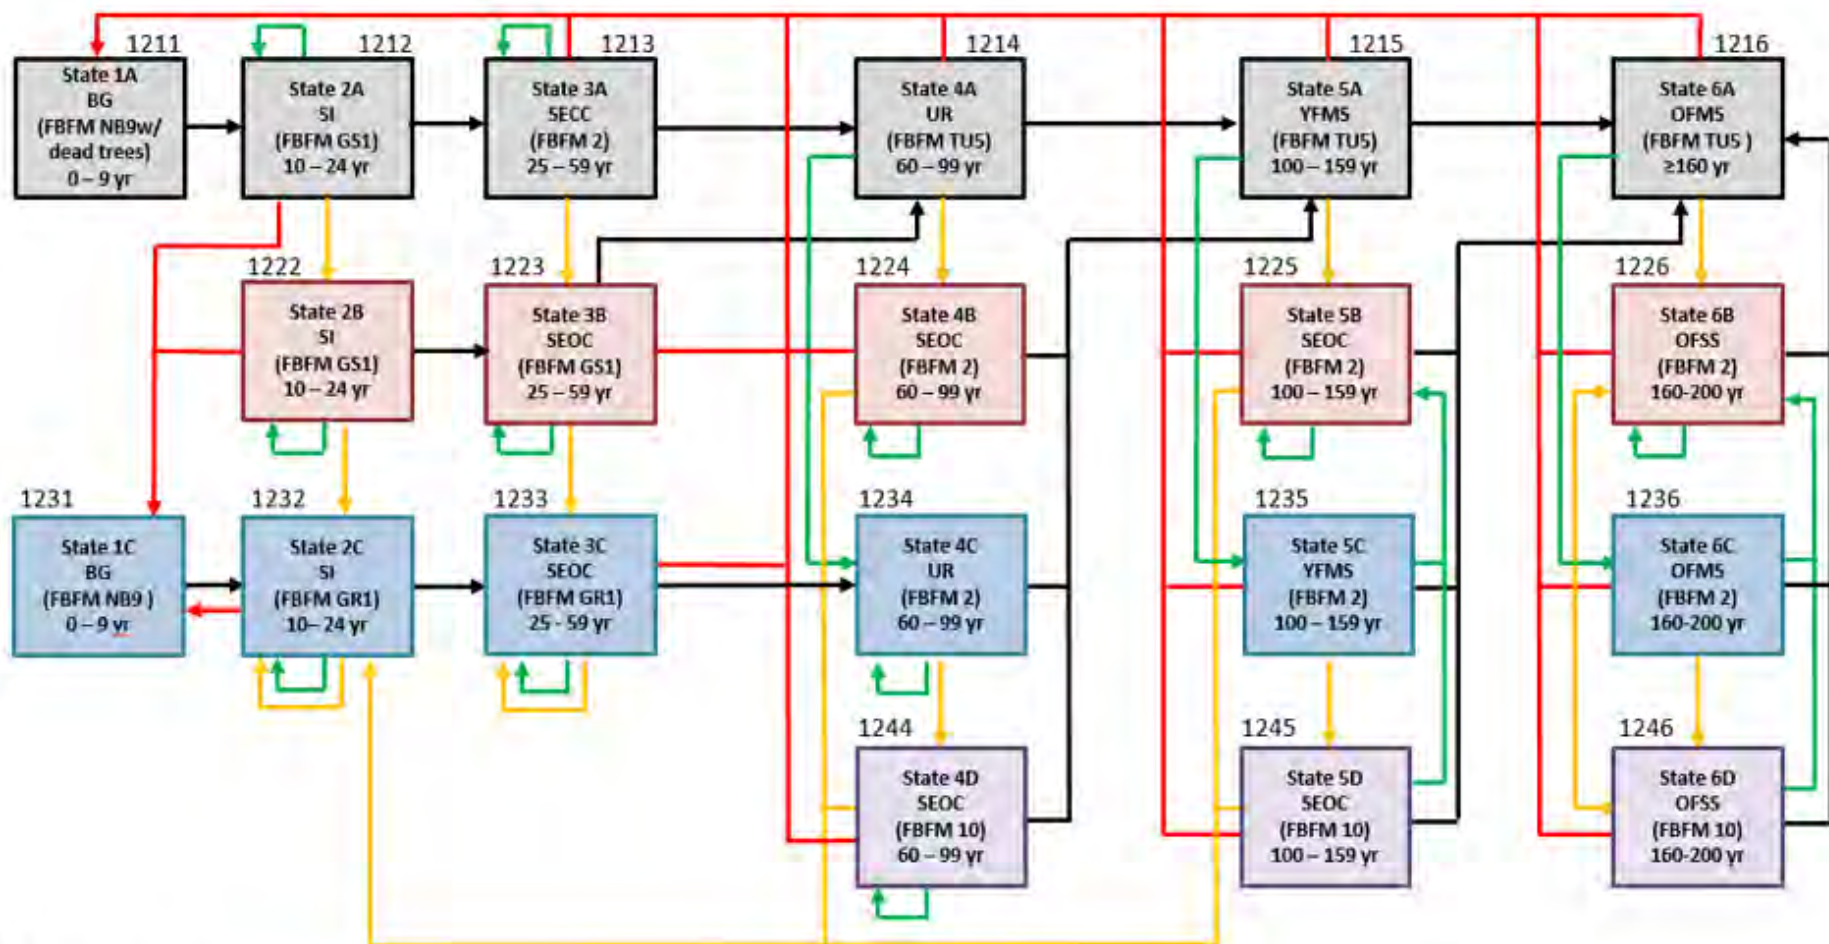 1211
State 1A
BG
(FBFM NB9w/
dead trees)
0 – 9 yr
1212
State 2A
SI
(FBFM GS1)
10 – 24 yr
1213
State 3A
SECC
(FBFM 2)
25 – 59 yr
1214
State 4A
UR
(FBFM TU5)
60 – 99 yr
1215
State 5A
YFMS
(FBFM TU5)
100 – 159 yr
1216
State 6A
OFMS
(FBFM TU5 )
≥160 yr
1222
State 2B
SI
(FBFM GS1)
10 – 24 yr
1223
State 3B
SEOC
(FBFM GS1)
25 – 59 yr
1224
State 4B
SEOC
(FBFM 2)
60 – 99 yr
1225
State 5B
SEOC
(FBFM 2)
100 – 159 yr
1226
State 6B
OFSS
(FBFM 2)
160-200 yr
1231
State 1C
BG
(FBFM NB9 )
0 – 9 yr
1232
State 2C
SI
(FBFM GR1)
10– 24 yr
1233
State 3C
SEOC
(FBFM GR1)
25 - 59 yr
1234
State 4C
UR
(FBFM 2)
60 – 99 yr
1235
State 5C
YFMS
(FBFM 2)
100 – 159 yr
1236
State 6C
OFMS
(FBFM 2)
160-200 yr
1244
State 4D
SEOC
(FBFM 10)
60 – 99 yr
1245
State 5D
SEOC
(FBFM 10)
100 – 159 yr
1246
State 6D
OFSS
(FBFM 10)
160-200 yr